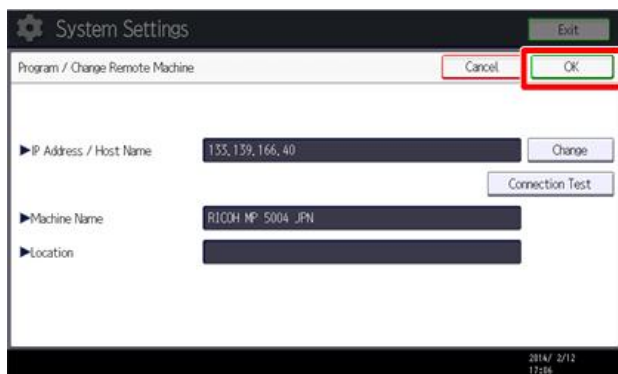 System Settings
Exit
Program / Change Remote Machine
Cancel
OK
▶IP Address / Host Name
133,139,166,40
Change
Connection Test
▶Machine Name
RICOH MP 5004 JPN
▶Location
2014/ 2/12
17:06